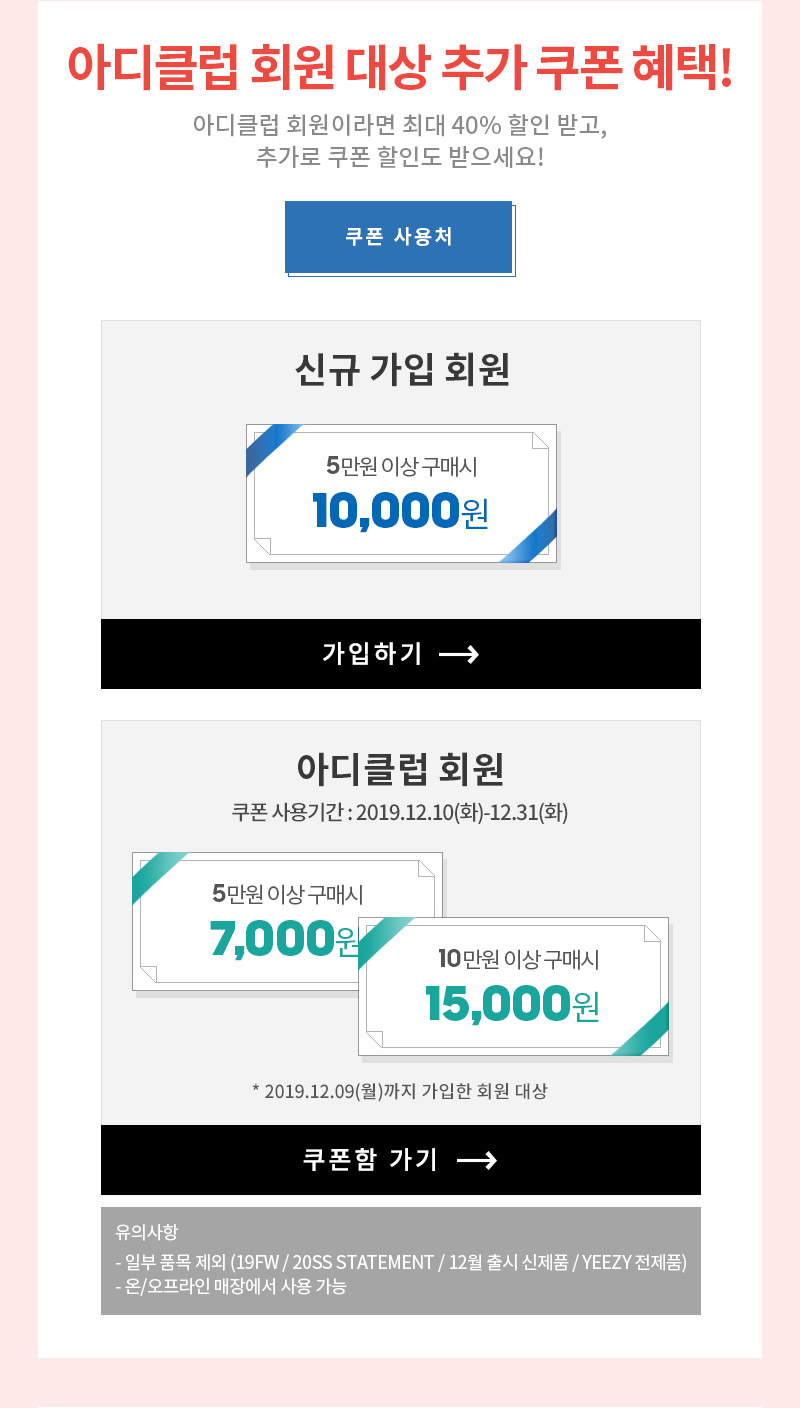 아디클럽 회원 대상 추가 쿠폰 혜택!
아디클럽 회원이라면 최대 40% 할인 받고,
추가로 쿠폰 할인도 받으세요!
쿠폰 사용처
신규 가입 회원
5만원 이상 구매시
10,000원
가입하기
아디클럽 회원
쿠폰 사용기간 : 2019.12.10(화)-12.31(화)
5만원 이상 구매시
7,000원
10만원 이상 구매시
15,000원
* 2019.12.09(월)까지 가입한 회원 대상
쿠폰함 가기
유의사항
- 일부 품목 제외 (19FW / 20SS STATEMENT / 12월 출시 신제품 / YEEZY 전제품)
- 온/오프라인 매장에서 사용 가능